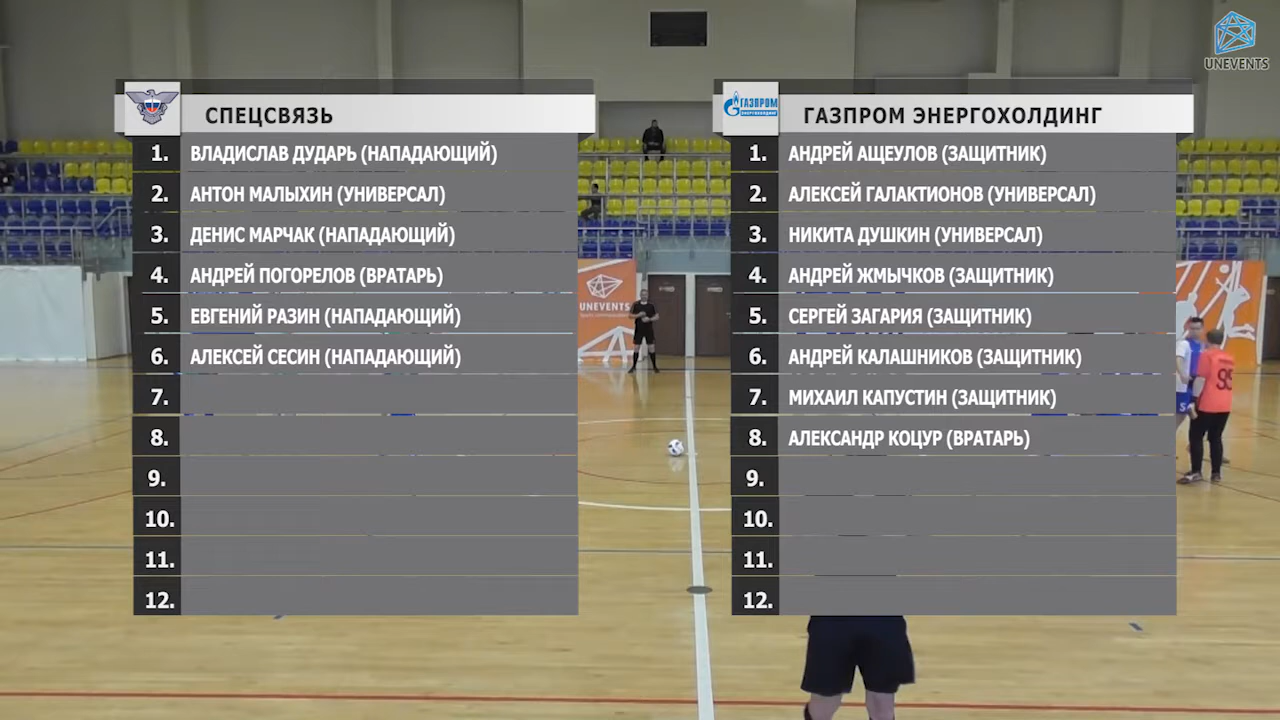 UNEVENTS
СПЕЦСВЯЗЬ
1. ВЛАДИСЛАВ ДУДАРЬ (НАПАДАЮЩИЙ)
2. АНТОН МАЛЫХИН (УНИВЕРСАЛ)
3. ДЕНИС МАРЧАК (НАПАДАЮЩИЙ)
4. АНДРЕЙ ПОГОРЕЛОВ (ВРАТАРЬ)
5. ЕВГЕНИЙ РАЗИН (НАПАДАЮЩИЙ)
6. АЛЕКСЕЙ СЕСИН (НАПАДАЮЩИЙ)
7.
8.
9.
10.
11.
12.
ГАЗПРОМ
ЭНЕРГОХОЛДИНГ
ГАЗПРОМ ЭНЕРГОХОЛДИНГ
1. АНДРЕЙ АЩЕУЛОВ (ЗАЩИТНИК)
2. АЛЕКСЕЙ ГАЛАКТИОНОВ (УНИВЕРСАЛ)
3. НИКИТА ДУШКИН (УНИВЕРСАЛ)
4. АНДРЕЙ ЖМЫЧКОВ (ЗАЩИТНИК)
5. СЕРГЕЙ ЗАГАРИЯ (ЗАЩИТНИК)
6. АНДРЕЙ КАЛАШНИКОВ (ЗАЩИТНИК)
7. МИХАИЛ КАПУСТИН (ЗАЩИТНИК)
8. АЛЕКСАНДР КОЦУР (ВРАТАРЬ)
9.
10.
11.
12.
UNEVENTS